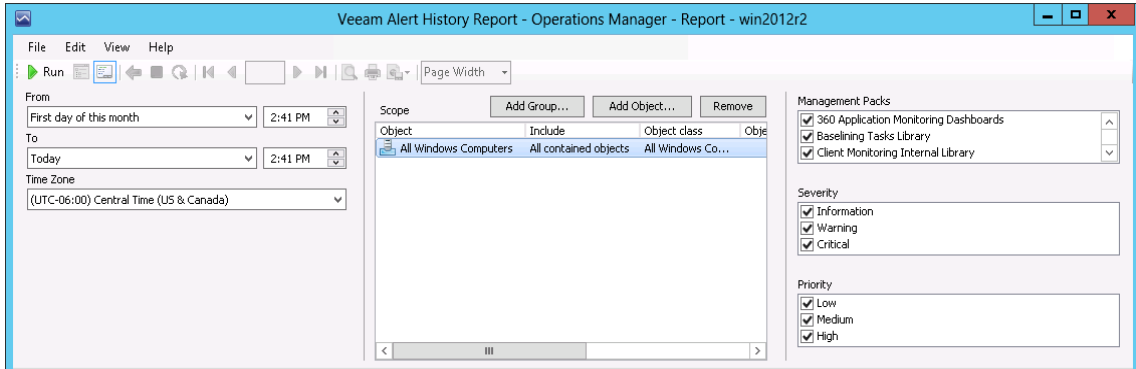 Veeam Alert History Report - Operations Manager - Report - win2012r2
File Edit View Help
Run Page Width
From
First day of this month 2:41 PM
To
Today 2:41 PM
Time Zone
(UTC-06:00) Central Time (US & Canada)
Scope Add Group... Add Object... Remove
Object Include Object class Obje
All Windows Computers All contained objects All Windows Co...
Management Packs
360 Application Monitoring Dashboards
Baselining Tasks Library
Client Monitoring Internal Library
Severity
Information
Warning
Critical
Priority
Low
Medium
High